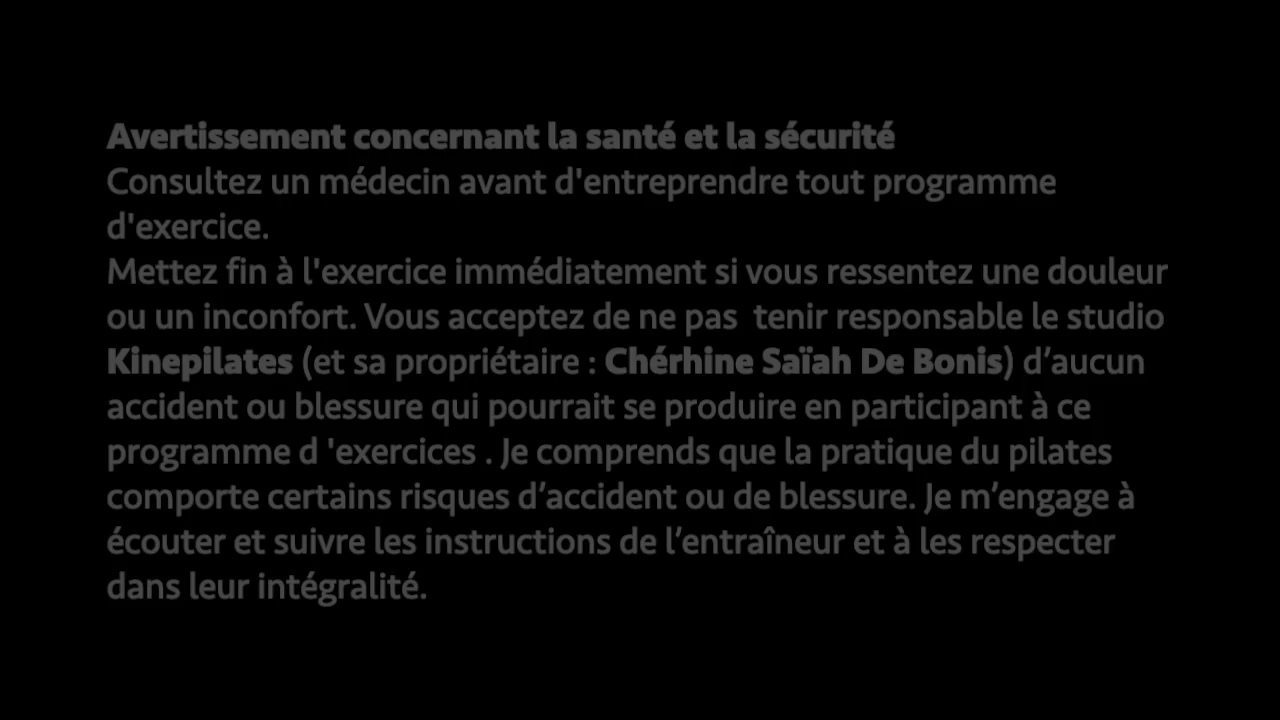 Avertissement concernant la santé et la sécurité
Consultez un médecin avant d'entreprendre tout programme
d'exercice.
Mettez fin à l'exercice immédiatement si vous ressentez une douleur
ou un inconfort. Vous acceptez de ne pas  tenir responsable le studio
Kinepilates (et sa propriétaire : Chérhine Saïah De Bonis) d’aucun
accident ou blessure qui pourrait se produire en participant à ce
programme d 'exercices . Je comprends que la pratique du pilates
comporte certains risques d’accident ou de blessure. Je m’engage à
écouter et suivre les instructions de l’entraîneur et à les respecter
dans leur intégralité.